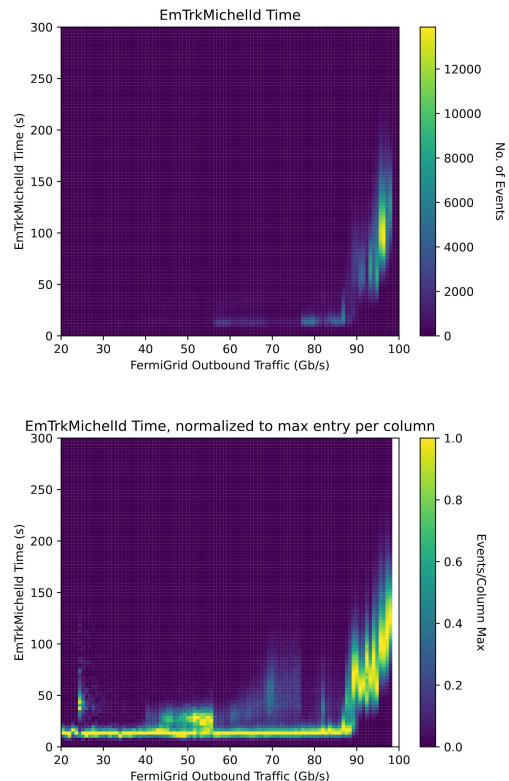 EmTrkMichelId Time
300
250
200
150
100
50
0
EmTrkMichelId Time (s)
20 30 40 50 60 70 80 90 100
FermiGrid Outbound Traffic (Gb/s)
12000
10000
8000
6000
4000
2000
0
No. of Events
EmTrkMichelId Time, normalized to max entry per column
300
250
200
150
100
50
0
EmTrkMichelId Time (s)
20 30 40 50 60 70 80 90 100
FermiGrid Outbound Traffic (Gb/s)
1.0
0.8
0.6
0.4
0.2
0.0
Events/Column Max